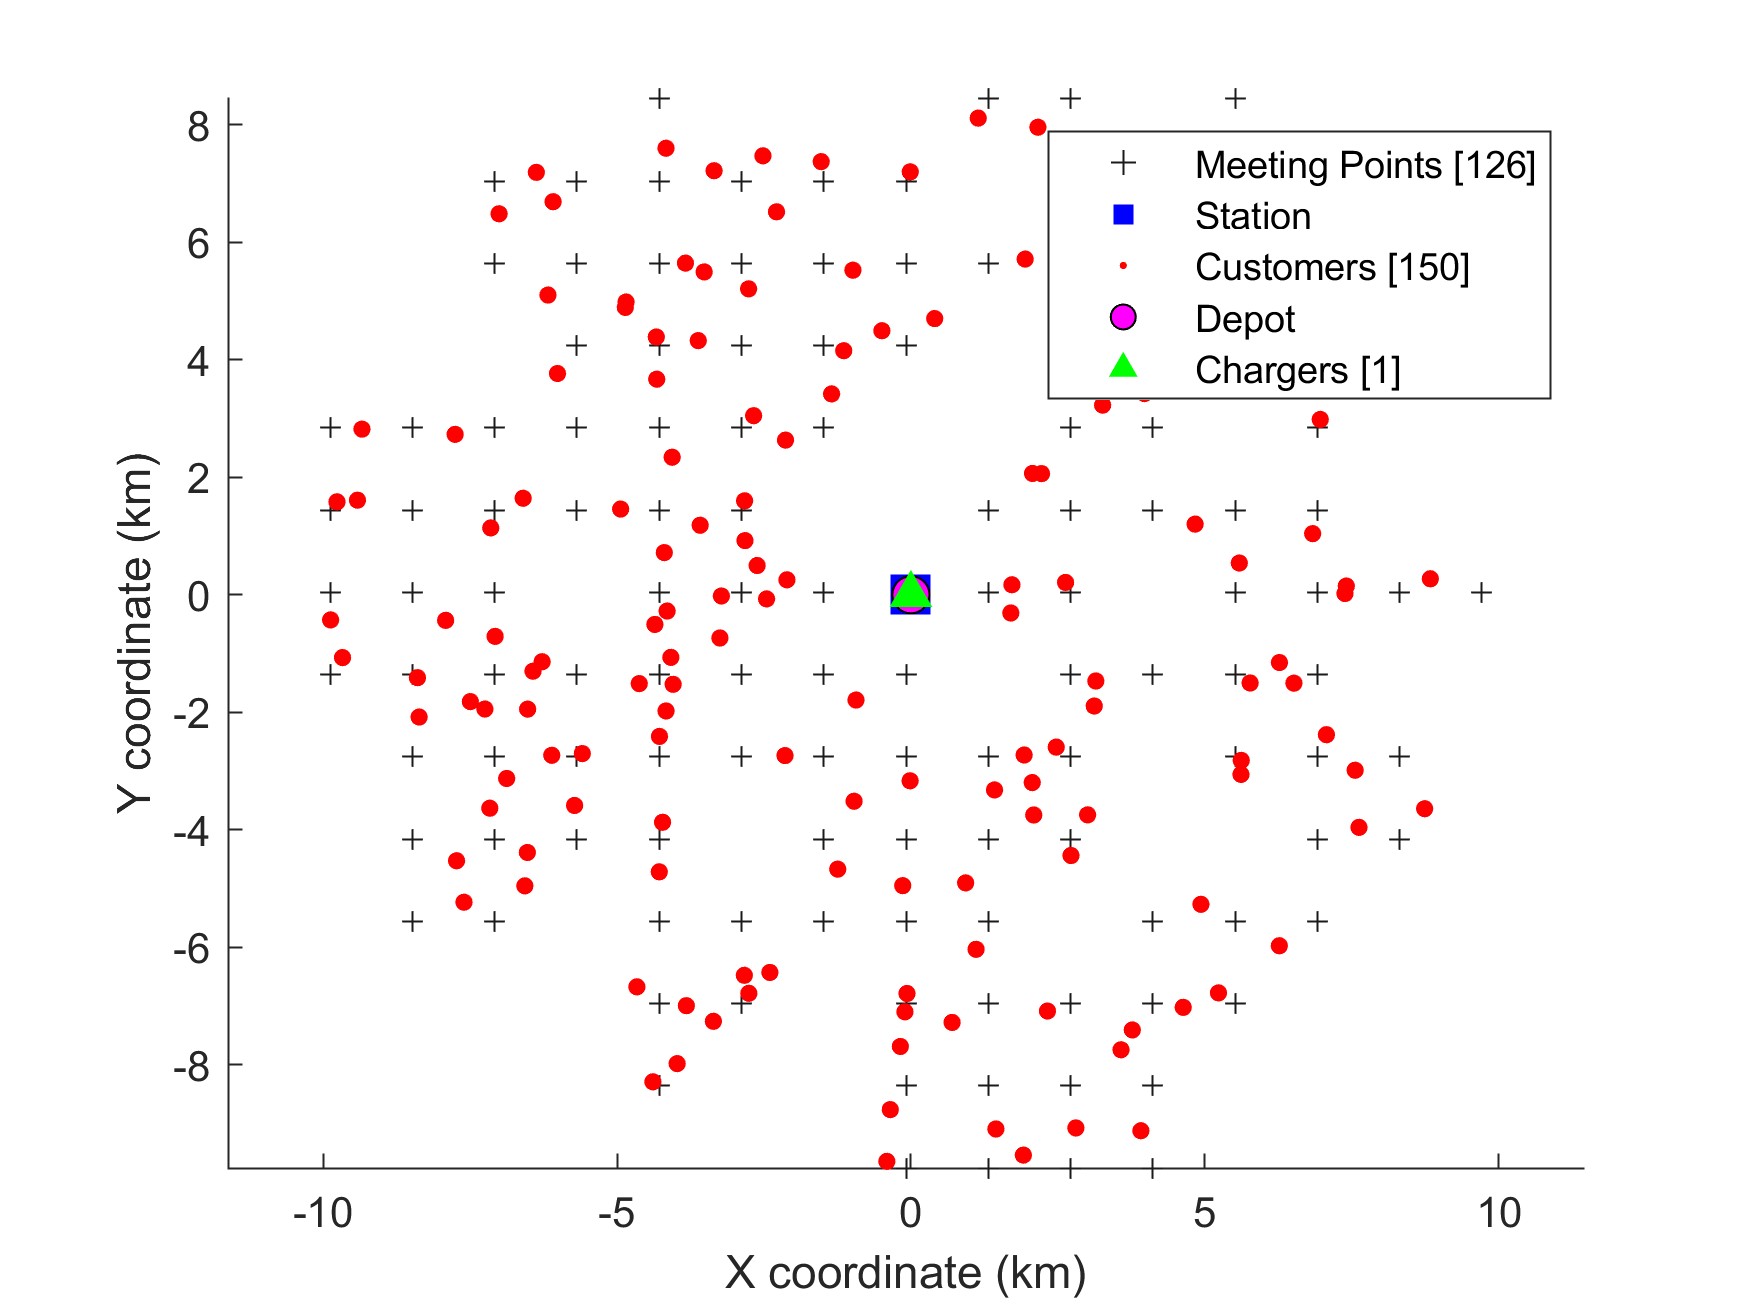 8
6
4
2
0
-2
-4
-6
-8
Y coordinate (km)
Meeting Points [126]
Station
Customers [150]
Depot
Chargers [1]
-10 -5 0 5 10
X coordinate (km)